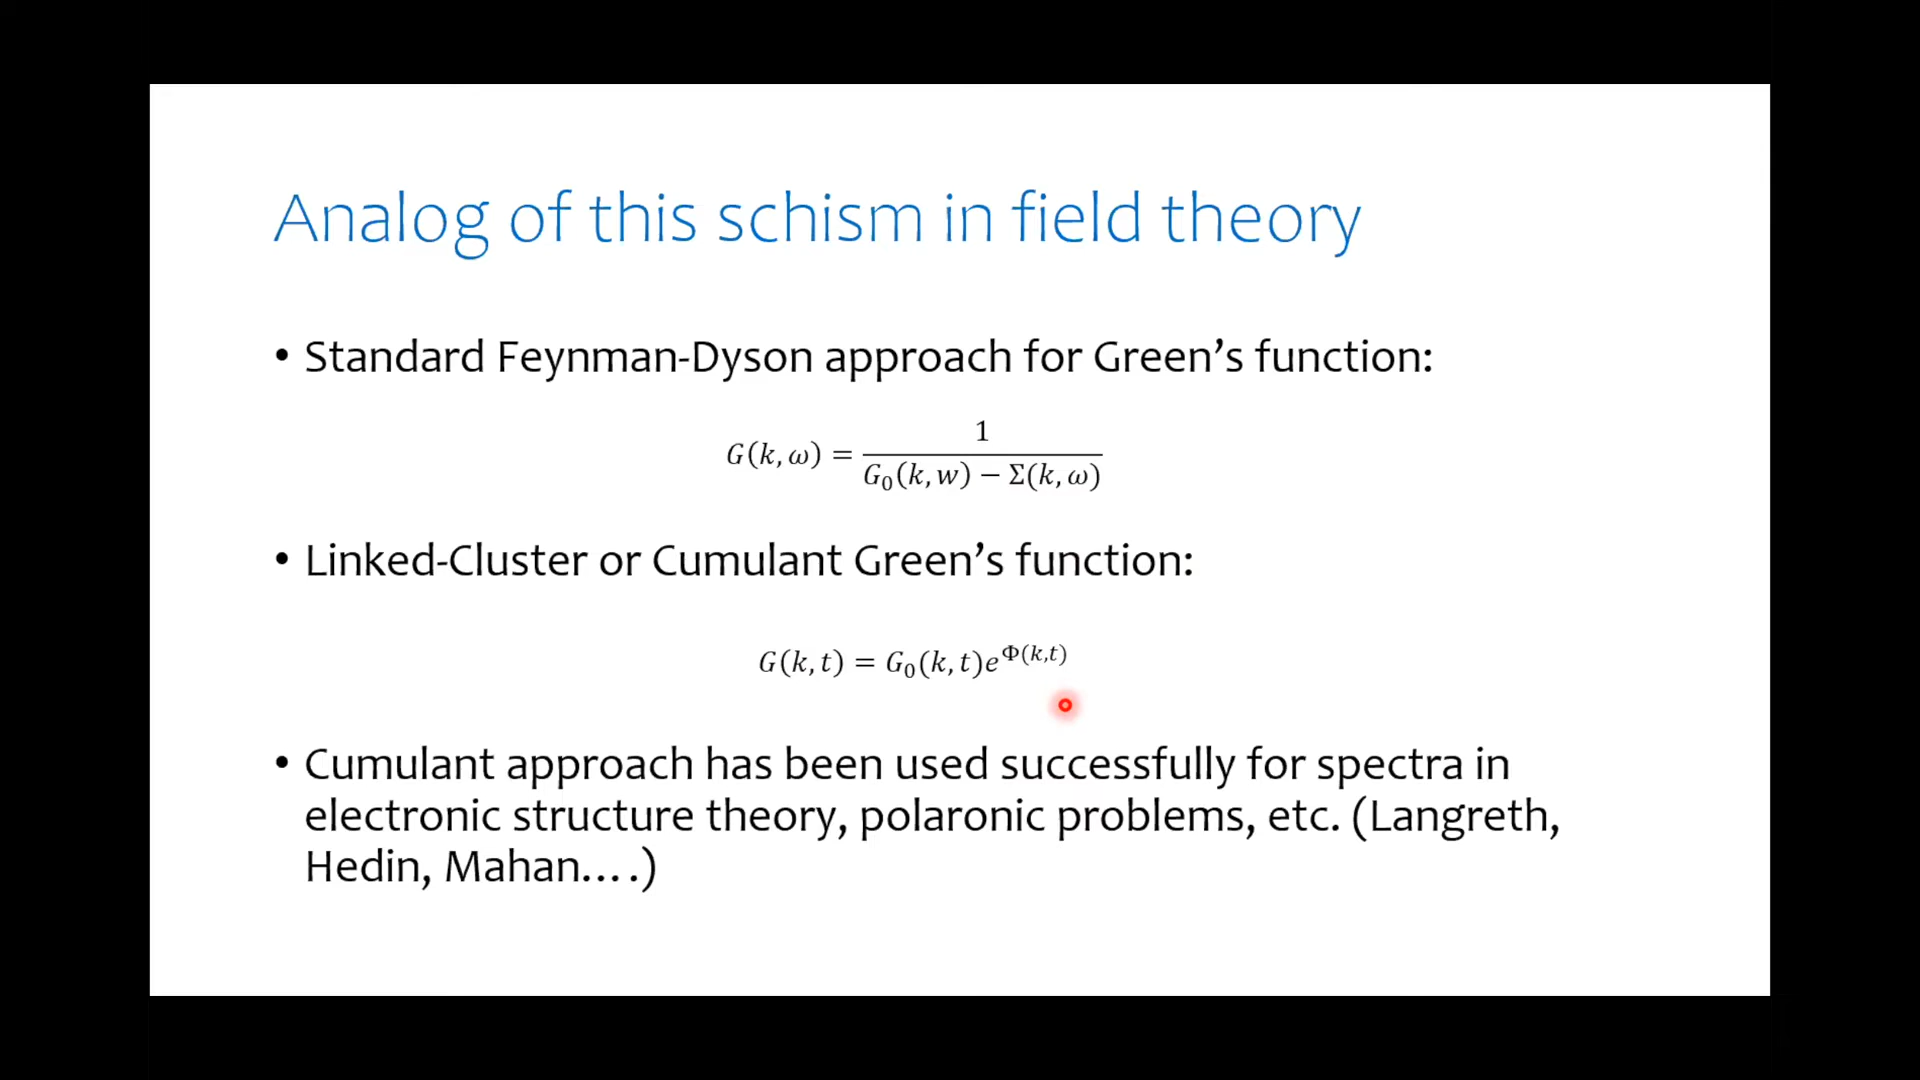 Analog of this schism in field theory
• Standard Feynman-Dyson approach for Green’s function:
G(k, ω) = 1 / (G₀(k, w) − Σ(k, ω))
• Linked-Cluster or Cumulant Green’s function:
G(k, t) = G₀(k, t)e^Φ(k,t)
• Cumulant approach has been used successfully for spectra in
electronic structure theory, polaronic problems, etc. (Langreth,
Hedin, Mahan….)